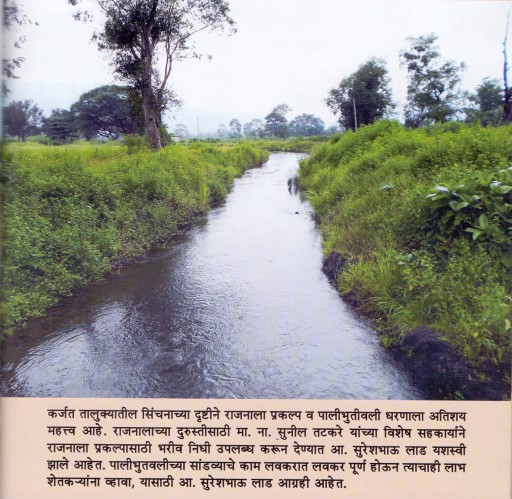 कर्जत तालुक्यातील सिंचनाच्या दृष्टीने राजनाला प्रकल्प व पालीभुतीवली धरणाला अतिशय
महत्त्व आहे. राजनालाच्या दुरुस्तीसाठी मा. ना. सुनील तटकरे यांच्या विशेष सहकार्याने
राजनाला प्रकल्पासाठी भरीव निधी उपलब्ध करून देण्यात आ. सुरेशभाऊ लाड यशस्वी
झाले आहेत. पालीभुतवलीच्या सांडव्याचे काम लवकरात लवकर पूर्ण होऊन त्याचाही लाभ
शेतकऱ्यांना व्हावा, यासाठी आ. सुरेशभाऊ लाड आग्रही आहेत.